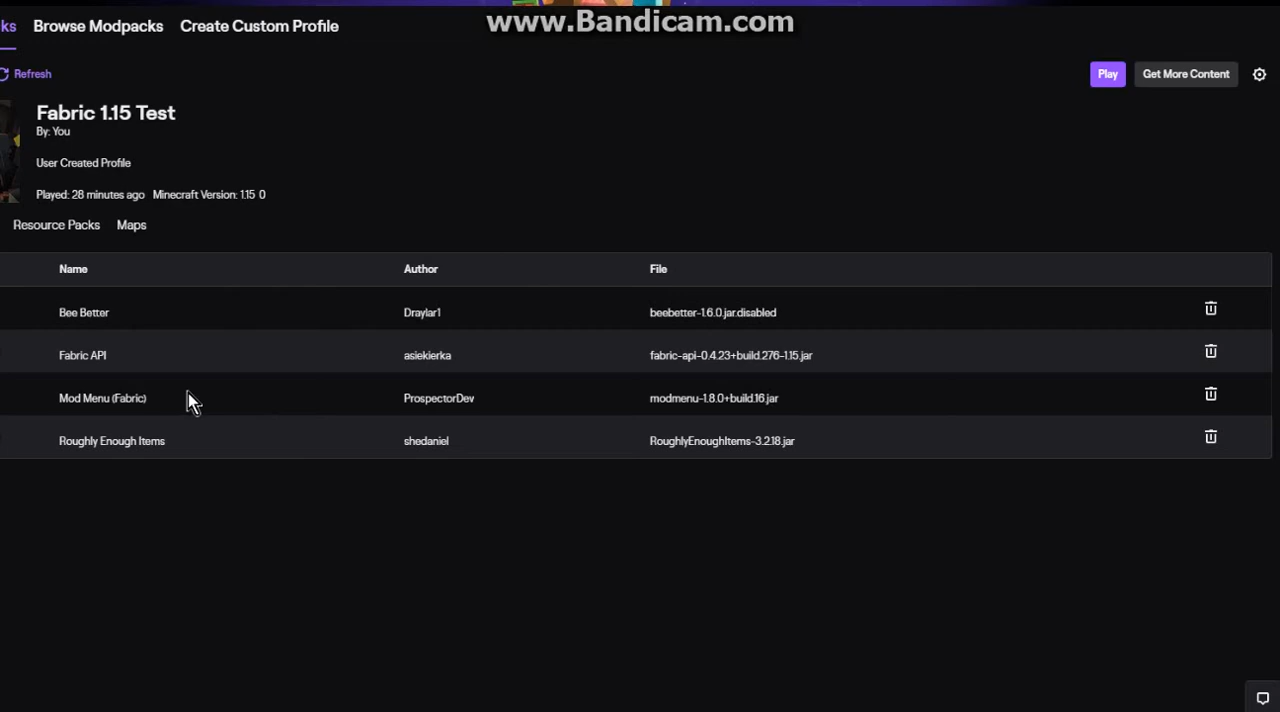 www.Bandicam.com
ks Browse Modpacks Create Custom Profile
Refresh Play Get More Content
Fabric 1.15 Test
By: You
User Created Profile
Played: 28 minutes ago Minecraft Version: 1.15 0
Resource Packs Maps
Name Author File
Bee Better Draylar1 beebetter-1.6.0.jar.disabled
Fabric API asiekierka fabric-api-0.4.23+build.276-1.15.jar
Mod Menu (Fabric) ProspectorDev modmenu-1.8.0+build.16.jar
Roughly Enough Items shedaniel RoughlyEnoughItems-3.2.18.jar